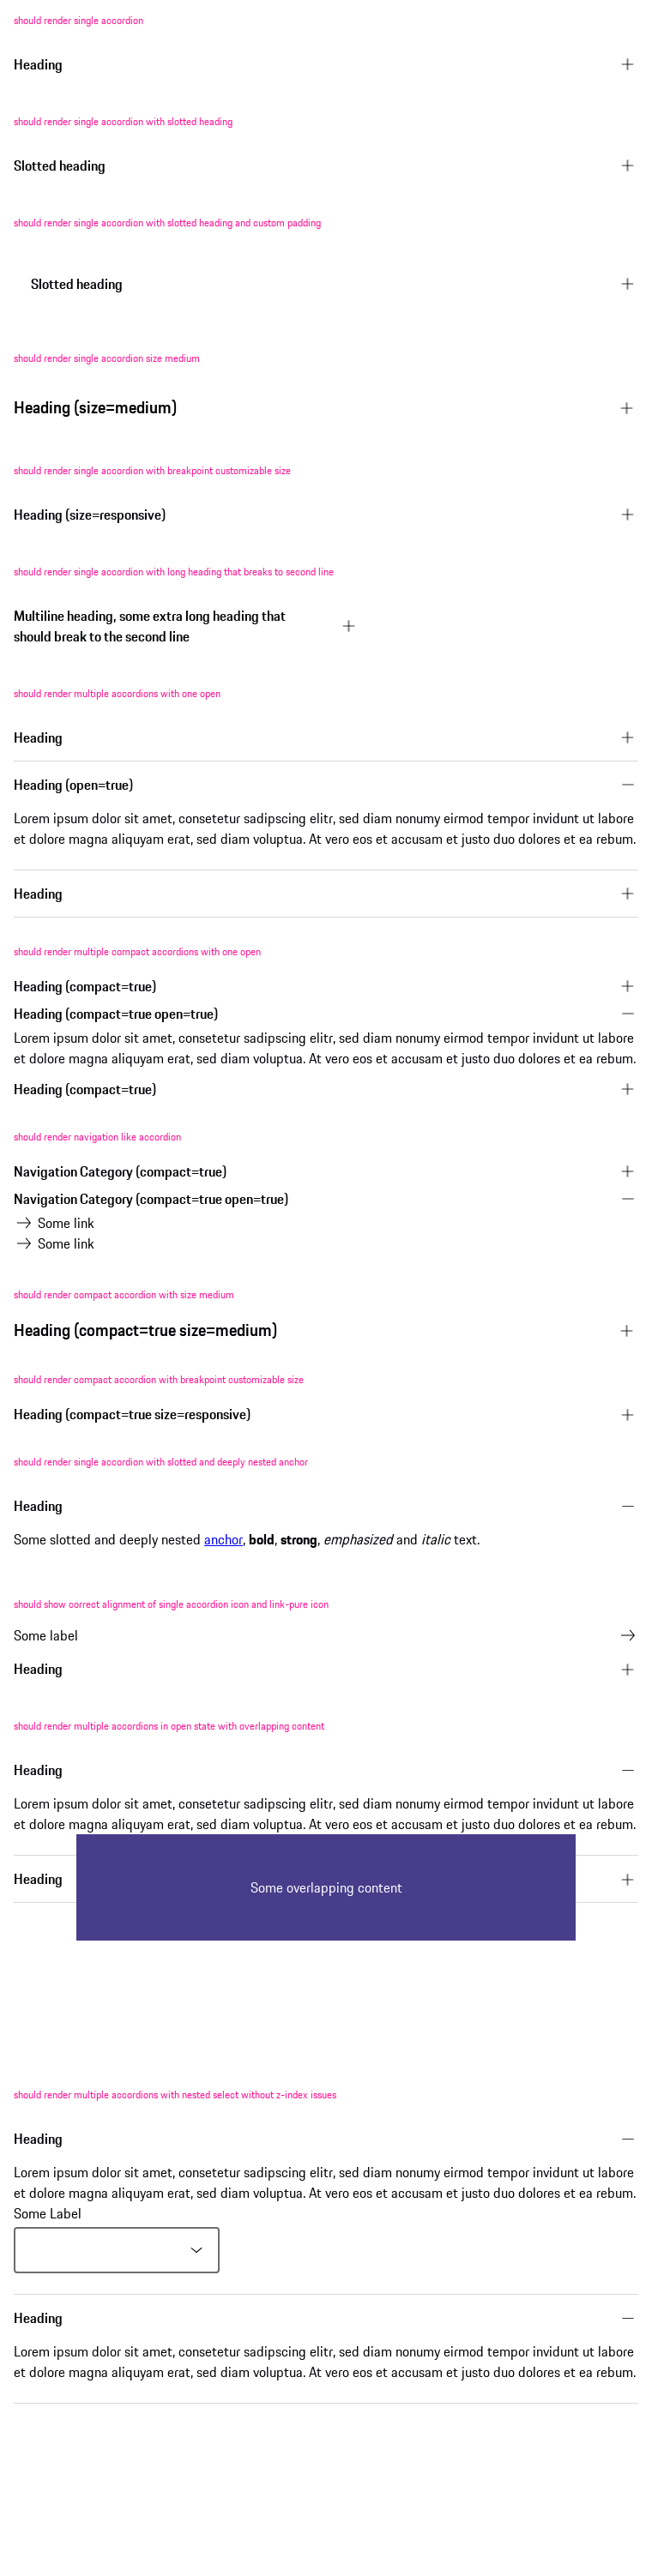 should render single accordion
Heading
should render single accordion with slotted heading
Slotted heading
should render single accordion with slotted heading and custom padding
Slotted heading
should render single accordion size medium
Heading (size=medium)
should render single accordion with breakpoint customizable size
Heading (size=responsive)
should render single accordion with long heading that breaks to second line
Multiline heading, some extra long heading that
should break to the second line
should render multiple accordions with one open
Heading
Heading (open=true)
Lorem ipsum dolor sit amet, consetetur sadipscing elitr, sed diam nonumy eirmod tempor invidunt ut labore
et dolore magna aliquyam erat, sed diam voluptua. At vero eos et accusam et justo duo dolores et ea rebum.
Heading
should render multiple compact accordions with one open
Heading (compact=true)
Heading (compact=true open=true)
Lorem ipsum dolor sit amet, consetetur sadipscing elitr, sed diam nonumy eirmod tempor invidunt ut labore
et dolore magna aliquyam erat, sed diam voluptua. At vero eos et accusam et justo duo dolores et ea rebum.
Heading (compact=true)
should render navigation like accordion
Navigation Category (compact=true)
Navigation Category (compact=true open=true)
Some link
Some link
should render compact accordion with size medium
Heading (compact=true size=medium)
should render compact accordion with breakpoint customizable size
Heading (compact=true size=responsive)
should render single accordion with slotted and deeply nested anchor
Heading
Some slotted and deeply nested anchor, bold, strong, emphasized and italic text.
should show correct alignment of single accordion icon and link-pure icon
Some label
Heading
should render multiple accordions in open state with overlapping content
Heading
Lorem ipsum dolor sit amet, consetetur sadipscing elitr, sed diam nonumy eirmod tempor invidunt ut labore
et dolore magna aliquyam erat, sed diam voluptua. At vero eos et accusam et justo duo dolores et ea rebum.
Heading
Some overlapping content
should render multiple accordions with nested select without z-index issues
Heading
Lorem ipsum dolor sit amet, consetetur sadipscing elitr, sed diam nonumy eirmod tempor invidunt ut labore
et dolore magna aliquyam erat, sed diam voluptua. At vero eos et accusam et justo duo dolores et ea rebum.
Some Label
Heading
Lorem ipsum dolor sit amet, consetetur sadipscing elitr, sed diam nonumy eirmod tempor invidunt ut labore
et dolore magna aliquyam erat, sed diam voluptua. At vero eos et accusam et justo duo dolores et ea rebum.